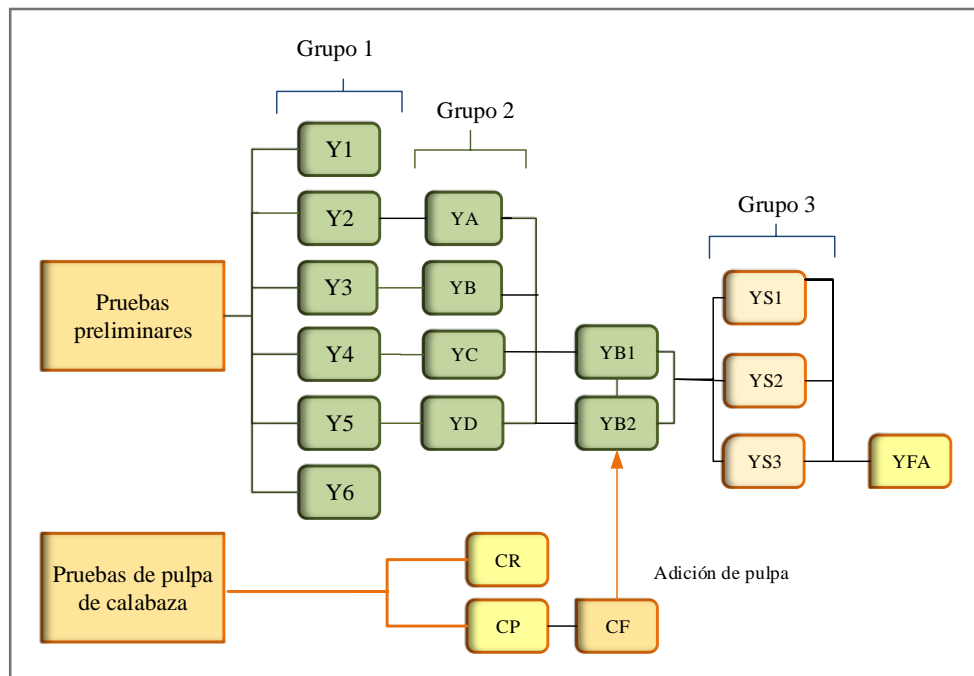 Grupo 1
Grupo 2
Grupo 3
Pruebas
preliminares
Y1
Y2
Y3
Y4
Y5
Y6
YA
YB
YC
YD
YB1
YB2
YS1
YS2
YS3
YFA
Pruebas de pulpa
de calabaza
CR
CP
CF
Adición de pulpa